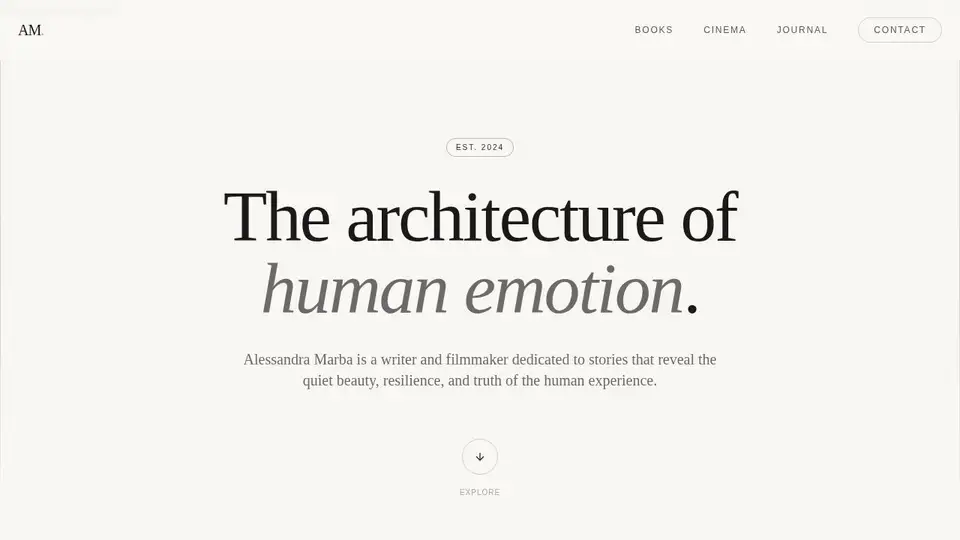 AM.
BOOKS CINEMA JOURNAL CONTACT
EST. 2024
The architecture of
human emotion.
Alessandra Marba is a writer and filmmaker dedicated to stories that reveal the
quiet beauty, resilience, and truth of the human experience.
EXPLORE